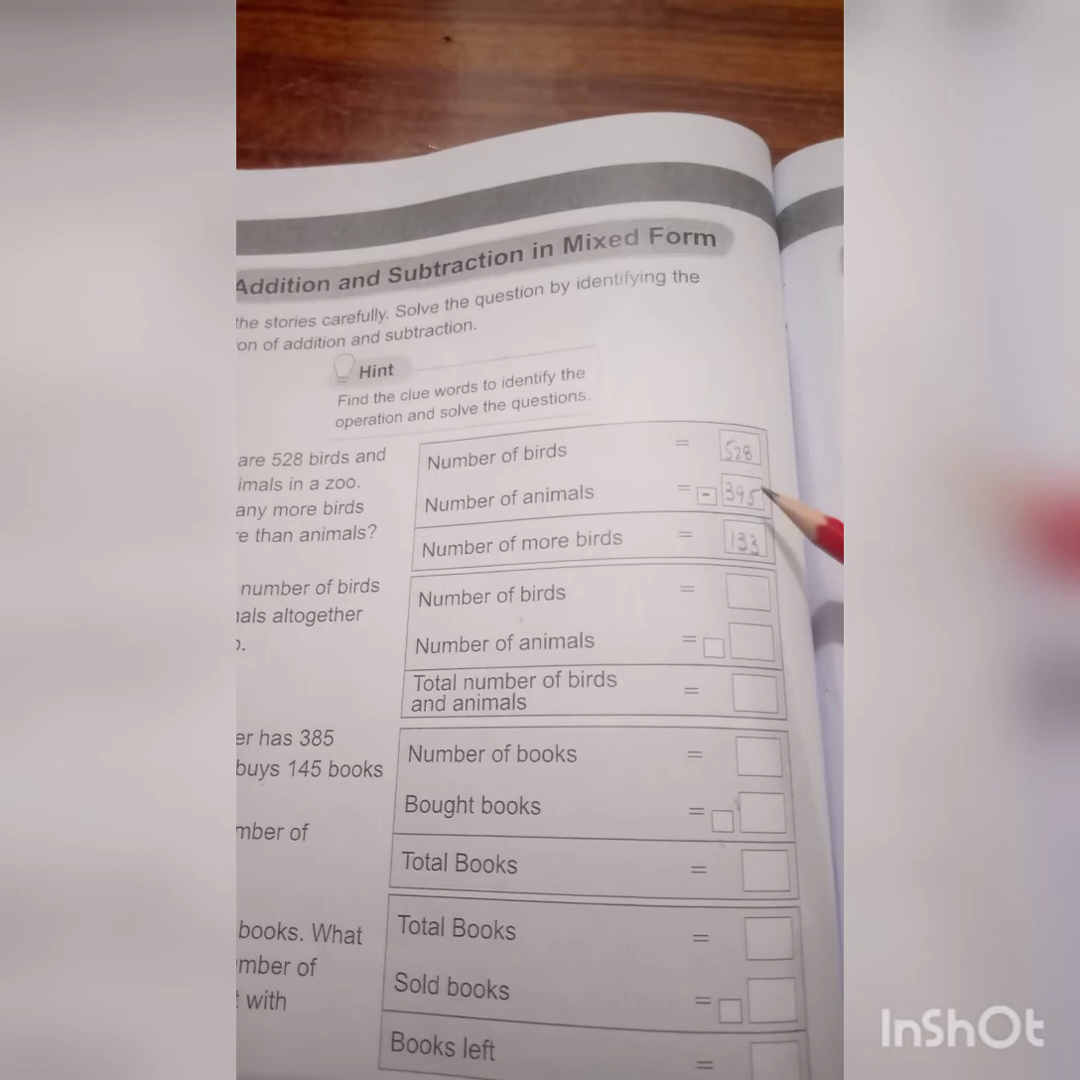 Addition and Subtraction in Mixed Form
the stories carefully. Solve the question by identifying the
on of addition and subtraction.
Hint
Find the clue words to identify the
operation and solve the questions.
are 528 birds and
imals in a zoo.
any more birds
e than animals?
Number of birds = 528
Number of animals = - 395
Number of more birds = 133
number of birds
als altogether
Number of birds =
Number of animals =
Total number of birds
and animals =
er has 385
buys 145 books
mber of
Number of books =
Bought books =
Total Books =
books. What
mber of
t with
Total Books =
Sold books =
Books left =
InShOt